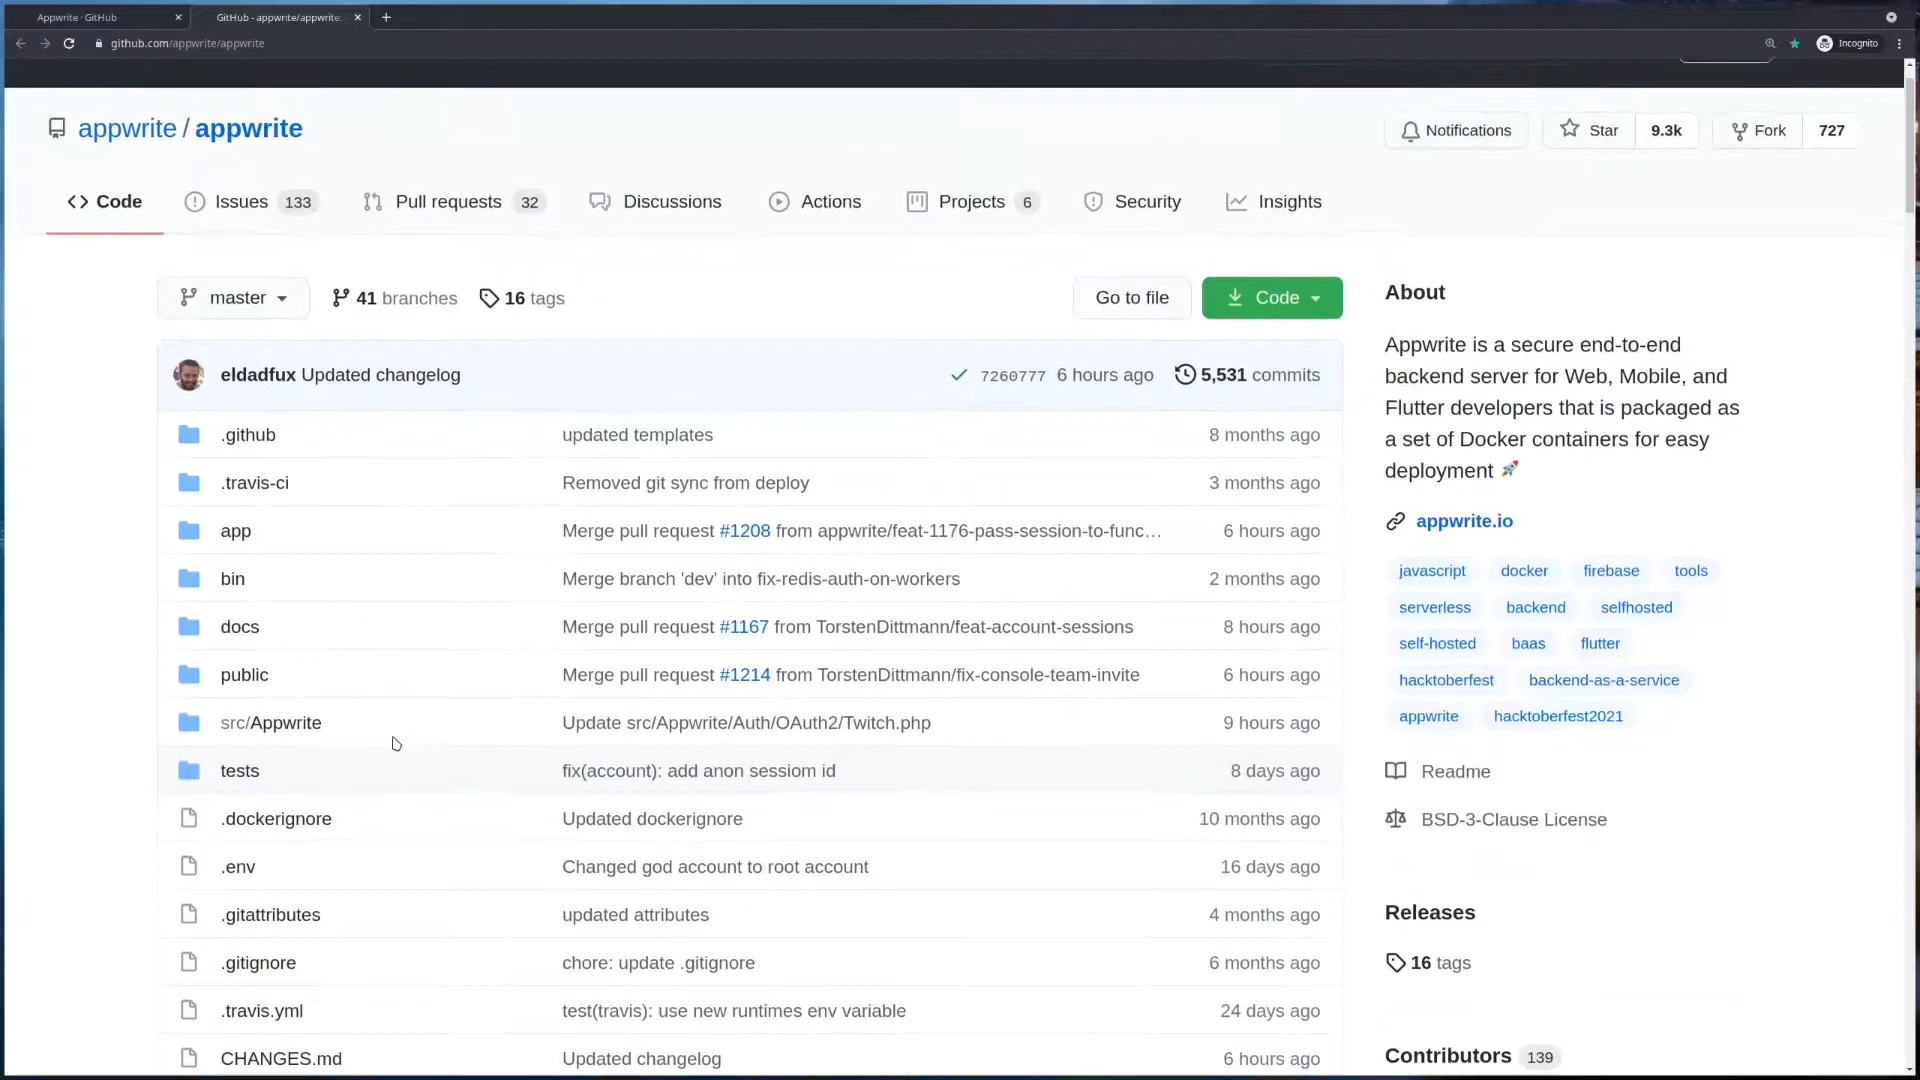 Appwrite · GitHub
GitHub - appwrite/appwrite:
github.com/appwrite/appwrite
Incognito
appwrite / appwrite
Notifications
Star 9.3k
Fork 727
Code
Issues 133
Pull requests 32
Discussions
Actions
Projects 6
Security
Insights
master
41 branches
16 tags
Go to file
Code
eldadfux Updated changelog 7260777 6 hours ago 5,531 commits
.github updated templates 8 months ago
.travis-ci Removed git sync from deploy 3 months ago
app Merge pull request #1208 from appwrite/feat-1176-pass-session-to-func… 6 hours ago
bin Merge branch 'dev' into fix-redis-auth-on-workers 2 months ago
docs Merge pull request #1167 from TorstenDittmann/feat-account-sessions 8 hours ago
public Merge pull request #1214 from TorstenDittmann/fix-console-team-invite 6 hours ago
src/Appwrite Update src/Appwrite/Auth/OAuth2/Twitch.php 9 hours ago
tests fix(account): add anon sessiom id 8 days ago
.dockerignore Updated dockerignore 10 months ago
.env Changed god account to root account 16 days ago
.gitattributes updated attributes 4 months ago
.gitignore chore: update .gitignore 6 months ago
.travis.yml test(travis): use new runtimes env variable 24 days ago
CHANGES.md Updated changelog 6 hours ago
About
Appwrite is a secure end-to-end
backend server for Web, Mobile, and
Flutter developers that is packaged as
a set of Docker containers for easy
deployment 🚀
appwrite.io
javascript docker firebase tools
serverless backend selfhosted
self-hosted baas flutter
hacktoberfest backend-as-a-service
appwrite hacktoberfest2021
Readme
BSD-3-Clause License
Releases
16 tags
Contributors 139